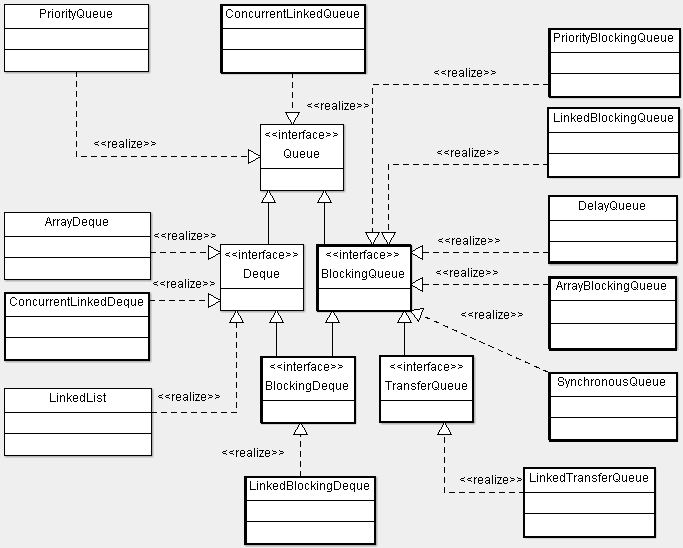 PriorityQueue
ConcurrentLinkedQueue
PriorityBlockingQueue
<<realize>>
<<realize>>
<<realize>>
LinkedBlockingQueue
<<interface>>
Queue
<<realize>>
<<realize>>
ArrayDeque
<<realize>>
<<interface>>
Deque
<<interface>>
BlockingQueue
<<realize>>
DelayQueue
ConcurrentLinkedDeque
<<realize>>
<<realize>>
ArrayBlockingQueue
<<realize>>
<<interface>>
BlockingDeque
<<interface>>
TransferQueue
SynchronousQueue
LinkedList
<<realize>>
<<realize>>
LinkedBlockingDeque
<<realize>>
LinkedTransferQueue